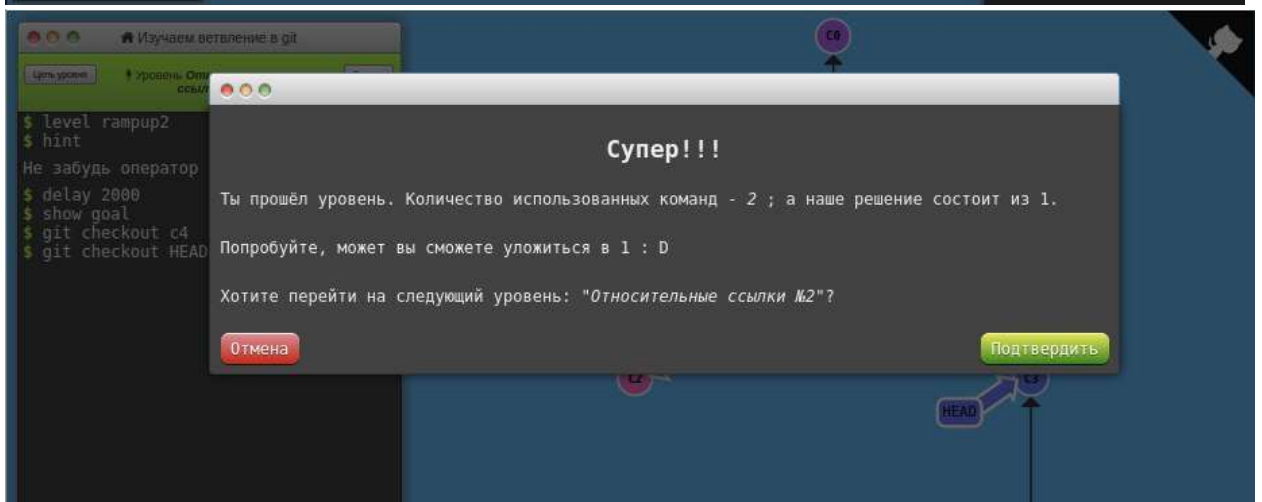 Изучаем ветвление в git
C0
Цель уровня
Уровень
$ level rampup2
$ hint
Не забудь оператор
$ delay 2000
$ show goal
$ git checkout c4
$ git checkout HEAD
Супер!!!
Ты прошёл уровень. Количество использованных команд - 2 ; а наше решение состоит из 1.
Попробуйте, может вы сможете уложиться в 1 : D
Хотите перейти на следующий уровень: "Относительные ссылки №2"?
Отмена
Подтвердить
C2
C3
HEAD